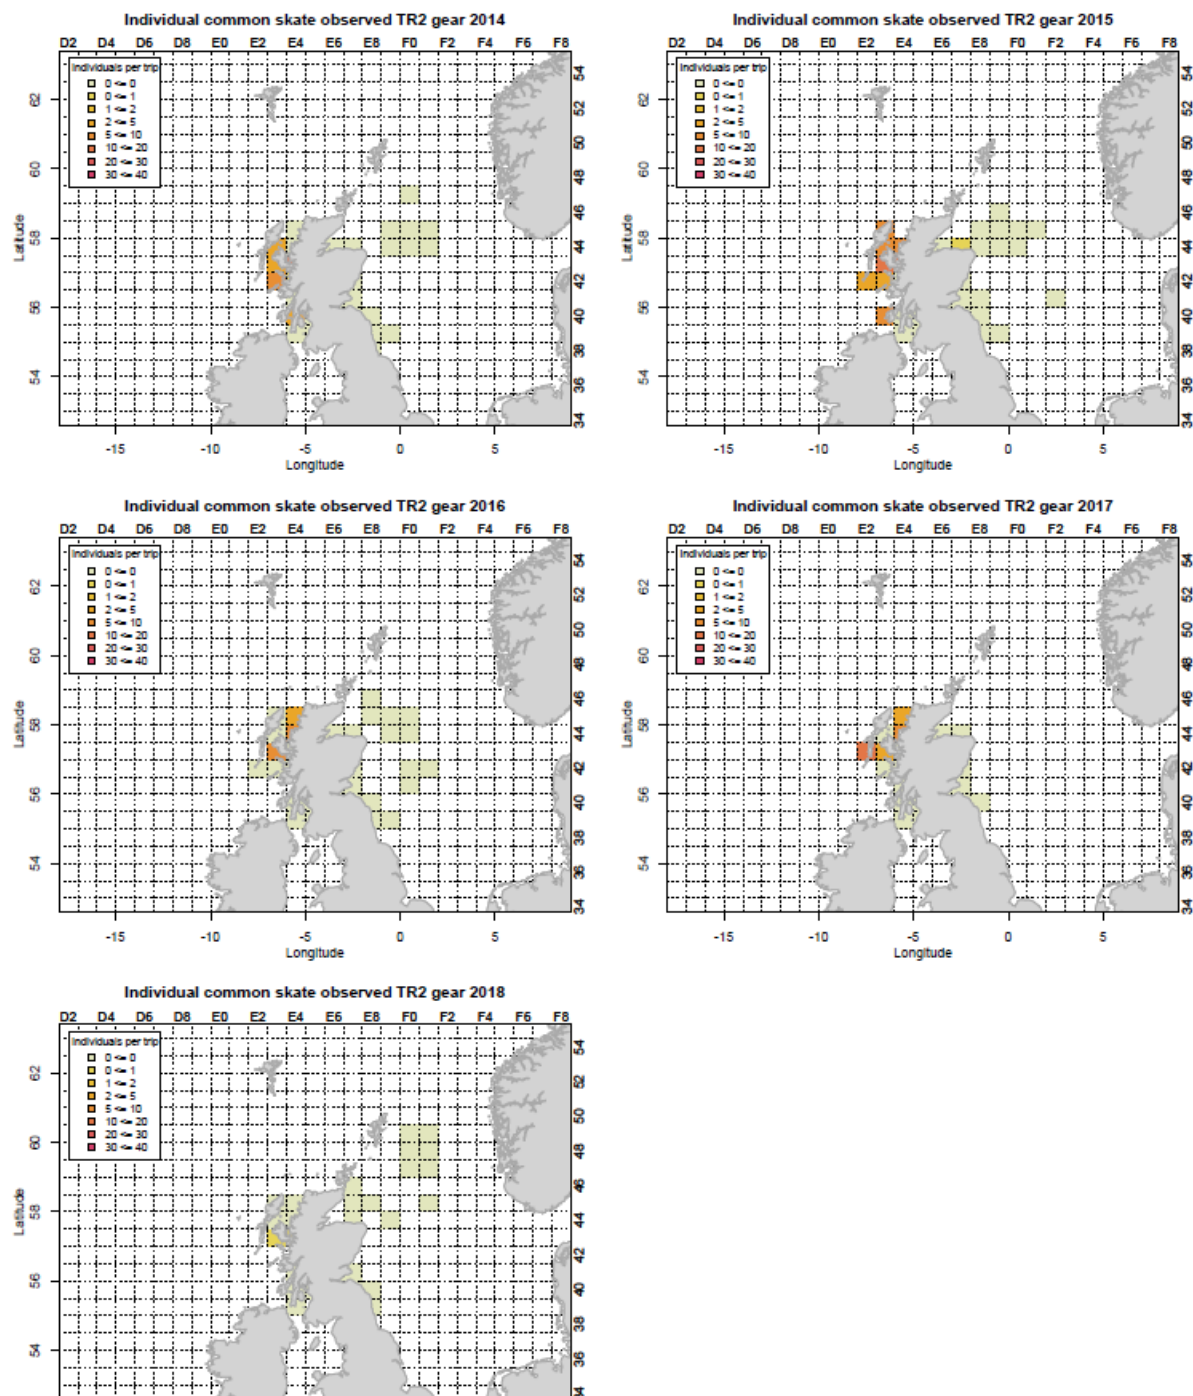 Individual common skate observed TR2 gear 2014
D2 D4 D6 D8 E0 E2 E4 E6 E8 F0 F2 F4 F6 F8
Individuals per trip
0 <= 0
0 <= 1
1 <= 2
2 <= 5
5 <= 10
10 <= 20
20 <= 30
30 <= 40
62
60
58
56
54
Latitude
54
52
50
48
46
44
42
40
38
36
34
-15 -10 -5 0 5
Longitude
Individual common skate observed TR2 gear 2015
D2 D4 D6 D8 E0 E2 E4 E6 E8 F0 F2 F4 F6 F8
Individuals per trip
0 <= 0
0 <= 1
1 <= 2
2 <= 5
5 <= 10
10 <= 20
20 <= 30
30 <= 40
62
60
58
56
54
Latitude
54
52
50
48
46
44
42
40
38
36
34
-15 -10 -5 0 5
Longitude
Individual common skate observed TR2 gear 2016
D2 D4 D6 D8 E0 E2 E4 E6 E8 F0 F2 F4 F6 F8
Individuals per trip
0 <= 0
0 <= 1
1 <= 2
2 <= 5
5 <= 10
10 <= 20
20 <= 30
30 <= 40
62
60
58
56
54
Latitude
54
52
50
48
46
44
42
40
38
36
34
-15 -10 -5 0 5
Longitude
Individual common skate observed TR2 gear 2017
D2 D4 D6 D8 E0 E2 E4 E6 E8 F0 F2 F4 F6 F8
Individuals per trip
0 <= 0
0 <= 1
1 <= 2
2 <= 5
5 <= 10
10 <= 20
20 <= 30
30 <= 40
62
60
58
56
54
Latitude
54
52
50
48
46
44
42
40
38
36
34
-15 -10 -5 0 5
Longitude
Individual common skate observed TR2 gear 2018
D2 D4 D6 D8 E0 E2 E4 E6 E8 F0 F2 F4 F6 F8
Individuals per trip
0 <= 0
0 <= 1
1 <= 2
2 <= 5
5 <= 10
10 <= 20
20 <= 30
30 <= 40
62
60
58
56
54
Latitude
54
52
50
48
46
44
42
40
38
36
34